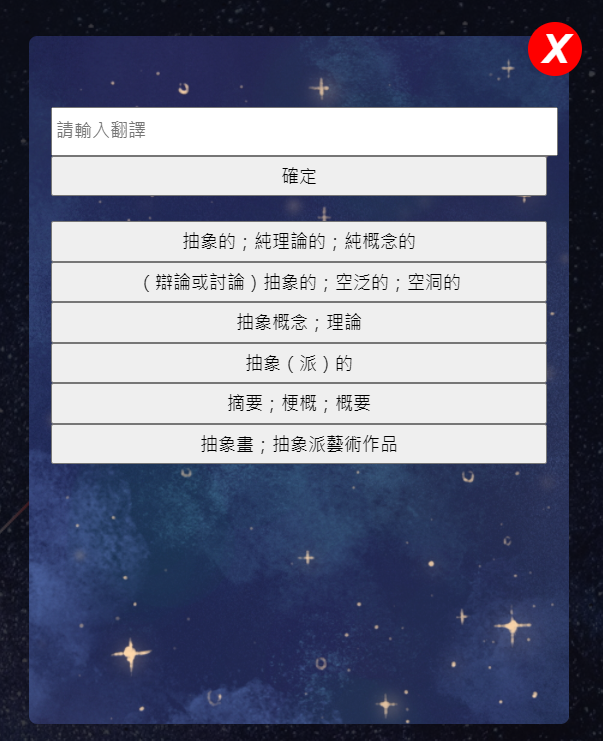 X
請輸入翻譯
確定
抽象的；純理論的；純概念的
（辯論或討論）抽象的；空泛的；空洞的
抽象概念；理論
抽象（派）的
摘要；梗概；概要
抽象畫；抽象派藝術作品